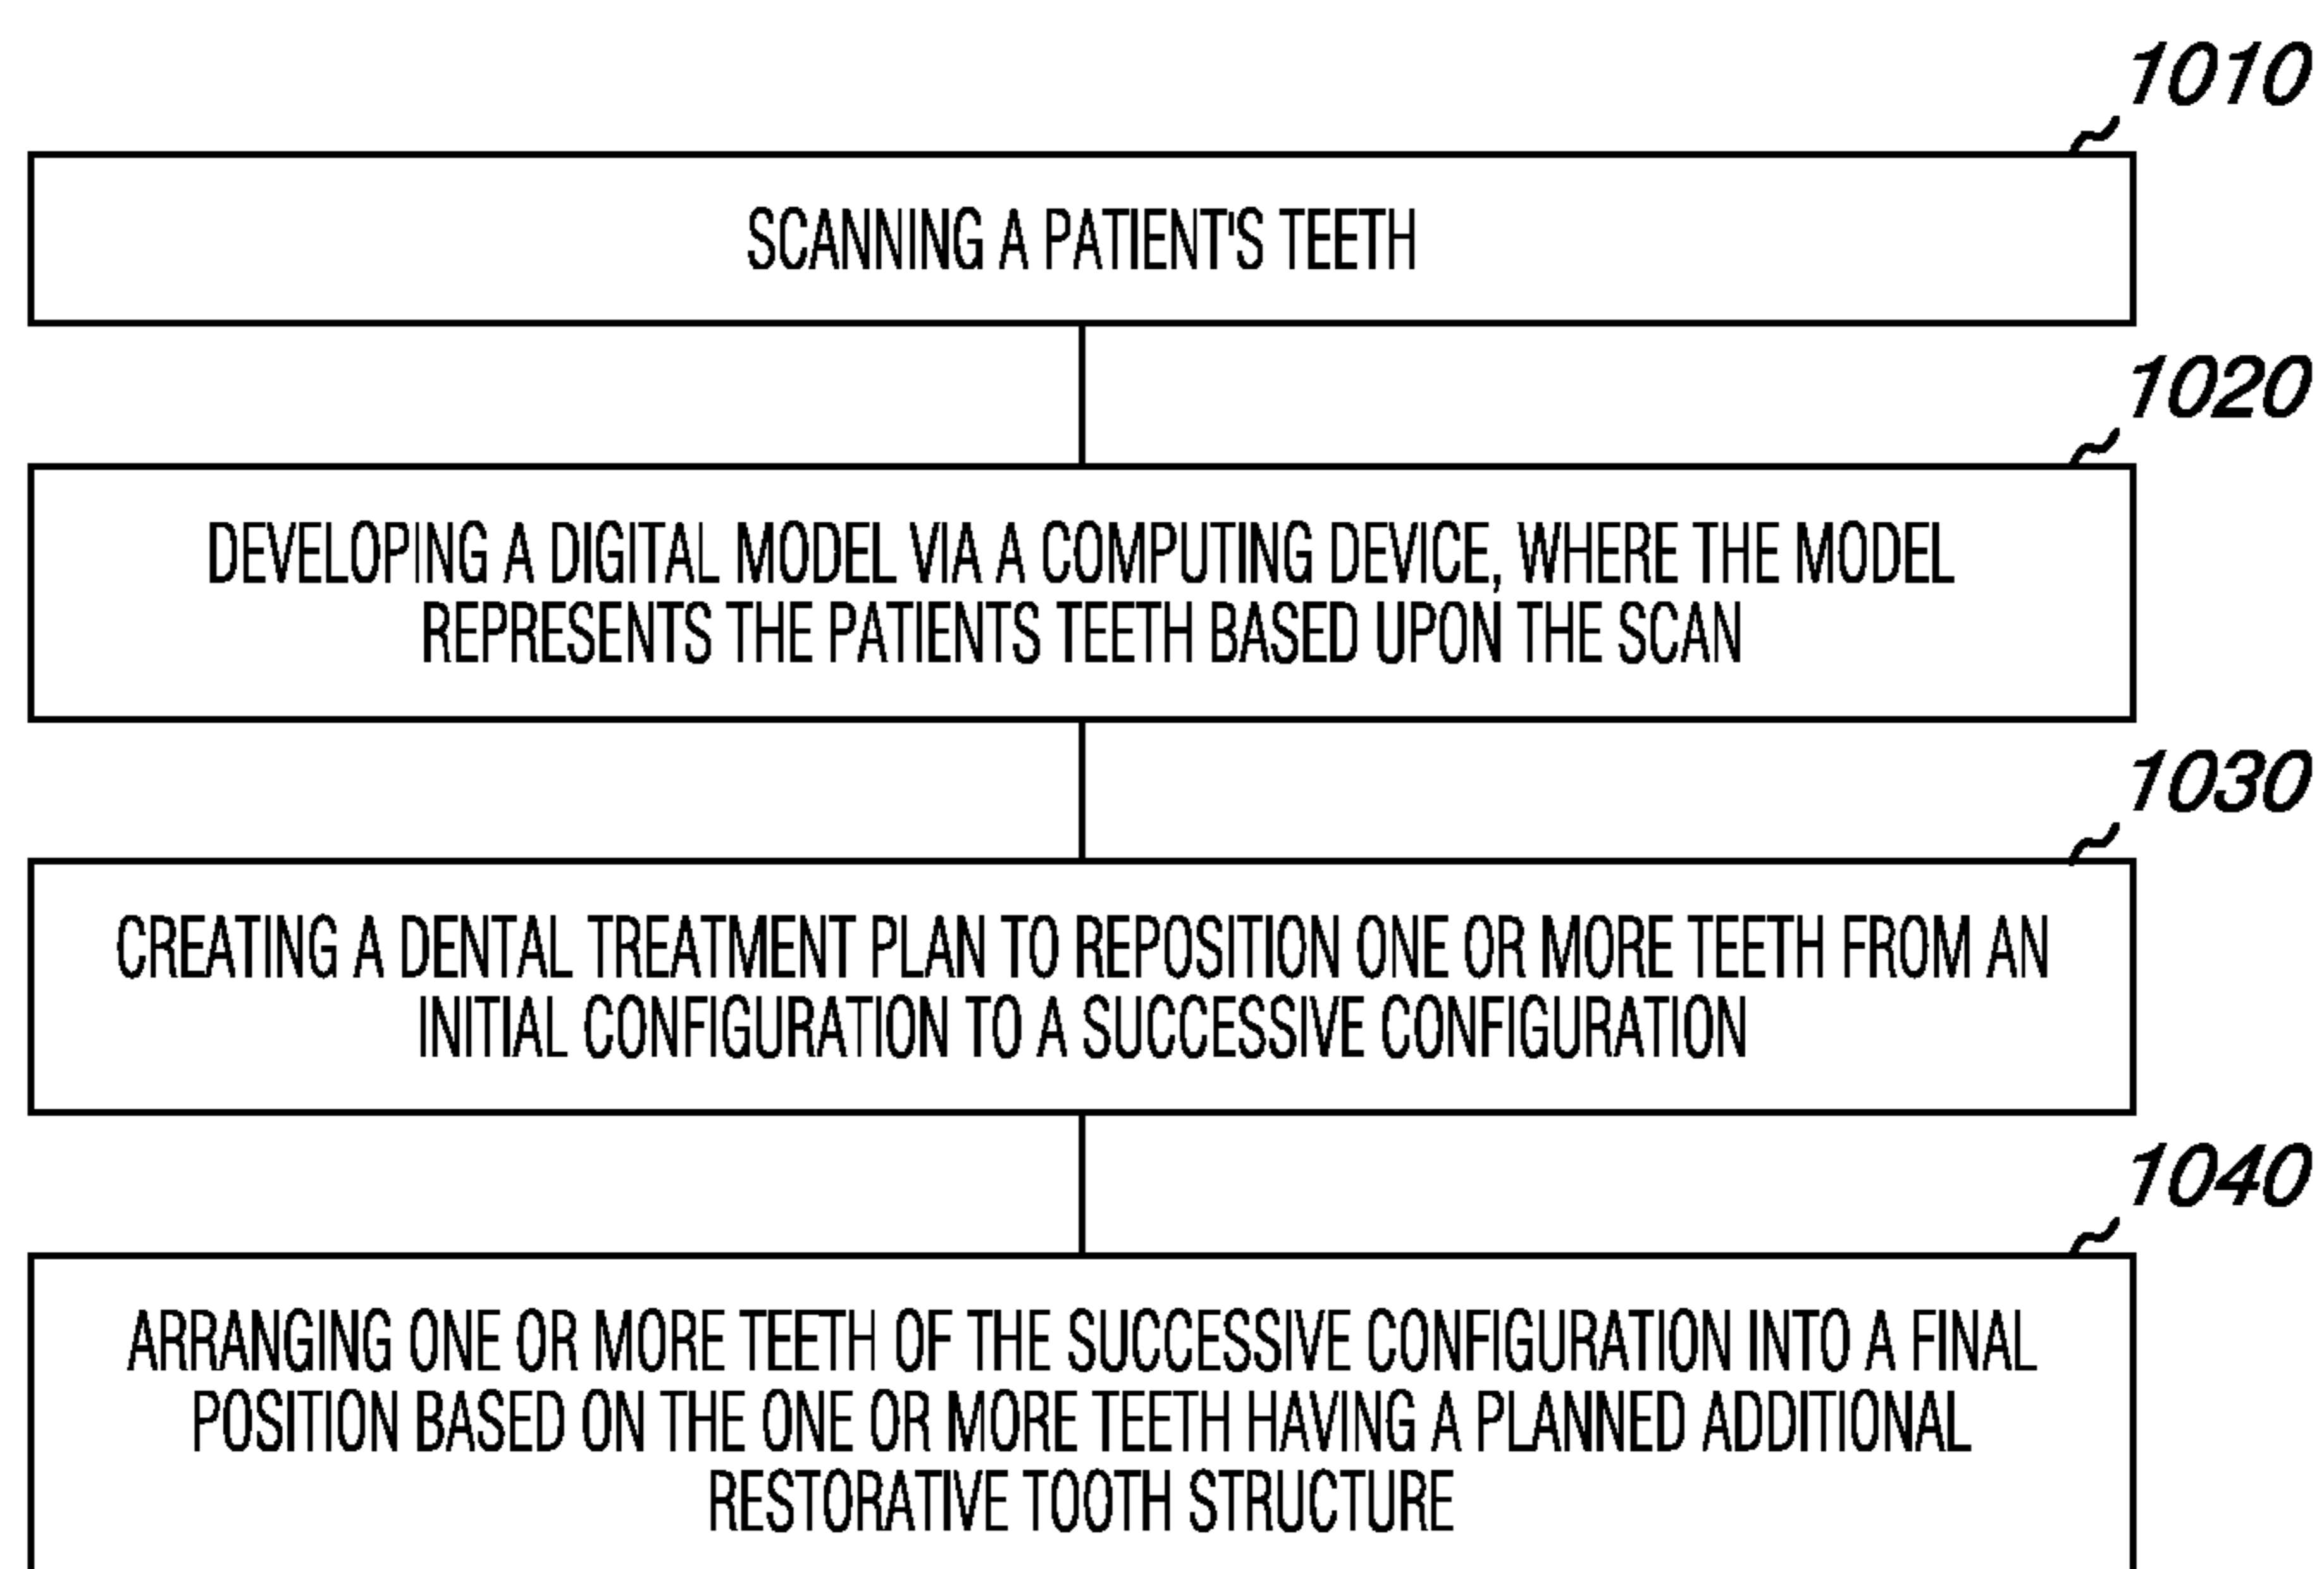 1010
SCANNING A PATIENT'S TEETH
1020
DEVELOPING A DIGITAL MODEL VIA A COMPUTING DEVICE, WHERE THE MODEL
REPRESENTS THE PATIENTS TEETH BASED UPON THE SCAN
1030
CREATING A DENTAL TREATMENT PLAN TO REPOSITION ONE OR MORE TEETH FROM AN
INITIAL CONFIGURATION TO A SUCCESSIVE CONFIGURATION
1040
ARRANGING ONE OR MORE TEETH OF THE SUCCESSIVE CONFIGURATION INTO A FINAL
POSITION BASED ON THE ONE OR MORE TEETH HAVING A PLANNED ADDITIONAL
RESTORATIVE TOOTH STRUCTURE